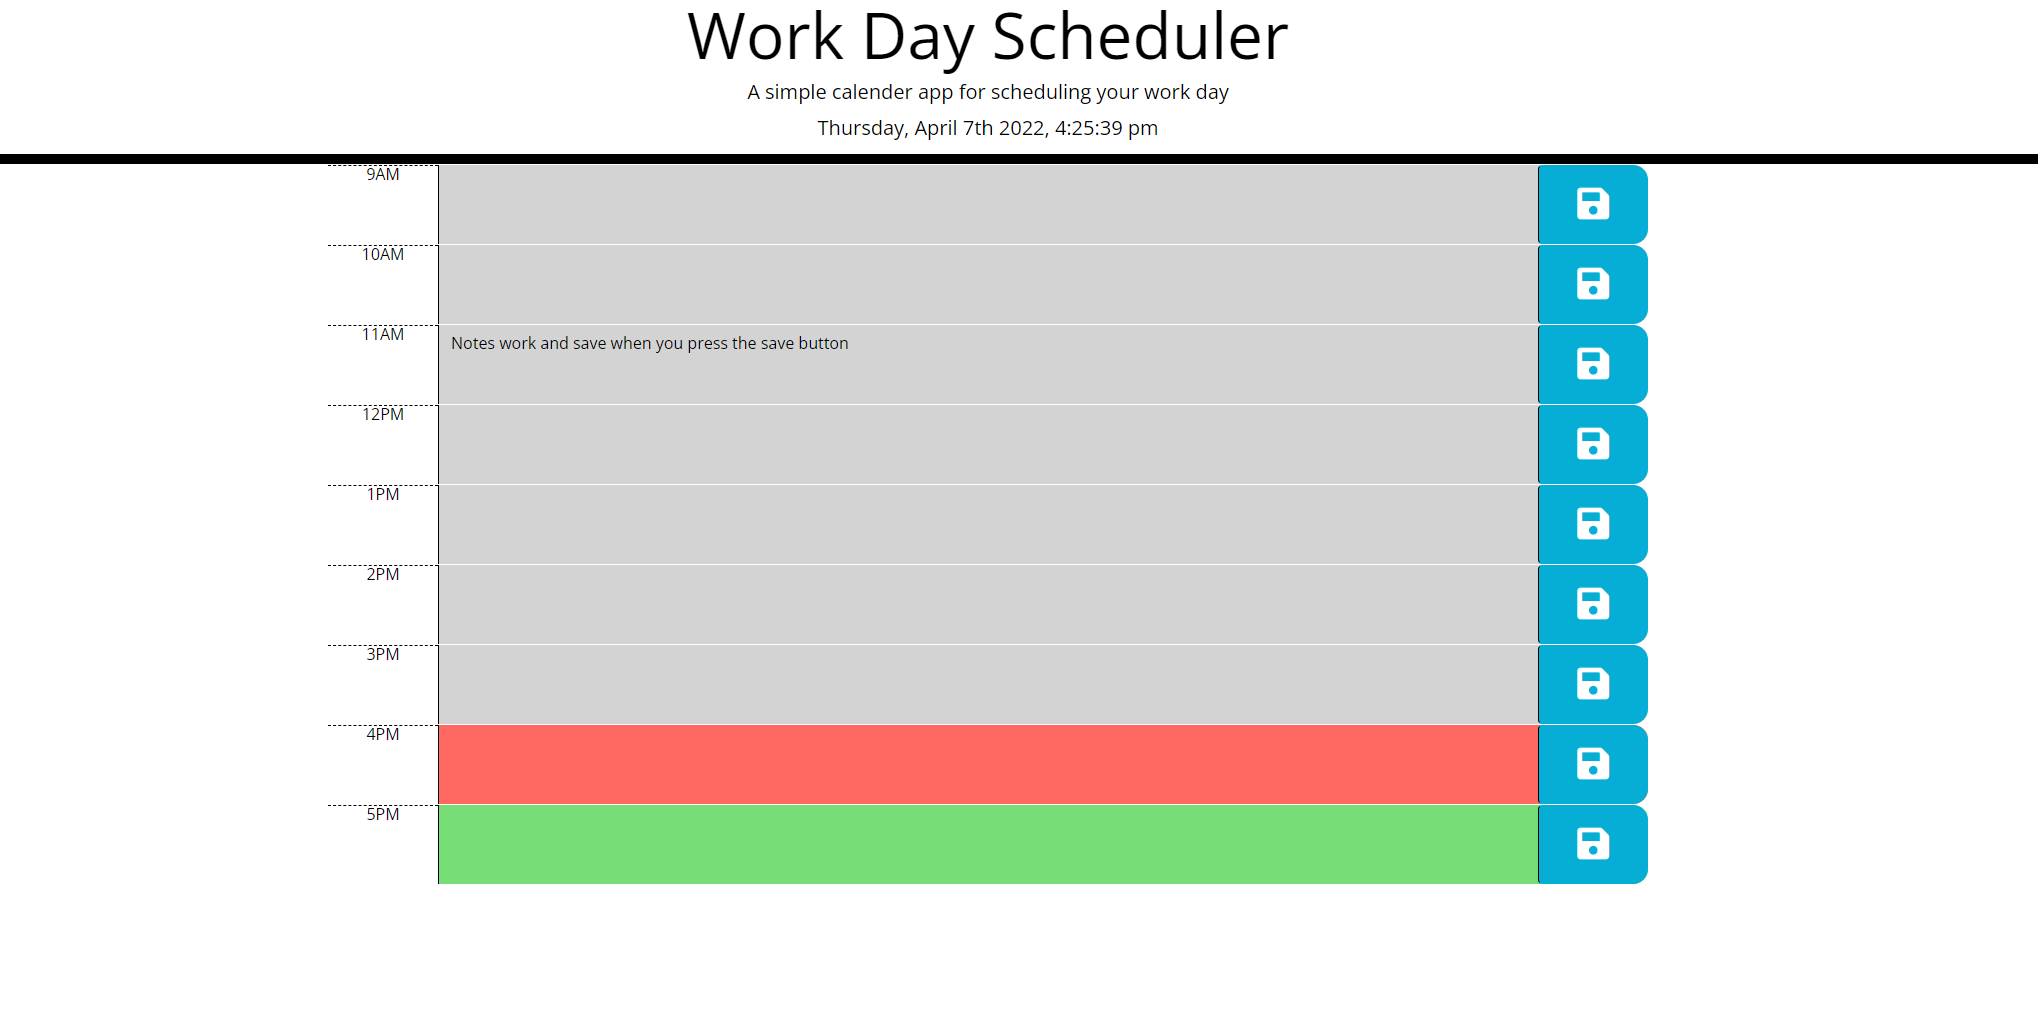 Work Day Scheduler
A simple calender app for scheduling your work day
Thursday, April 7th 2022, 4:25:39 pm
9AM
10AM
11AM
Notes work and save when you press the save button
12PM
1PM
2PM
3PM
4PM
5PM